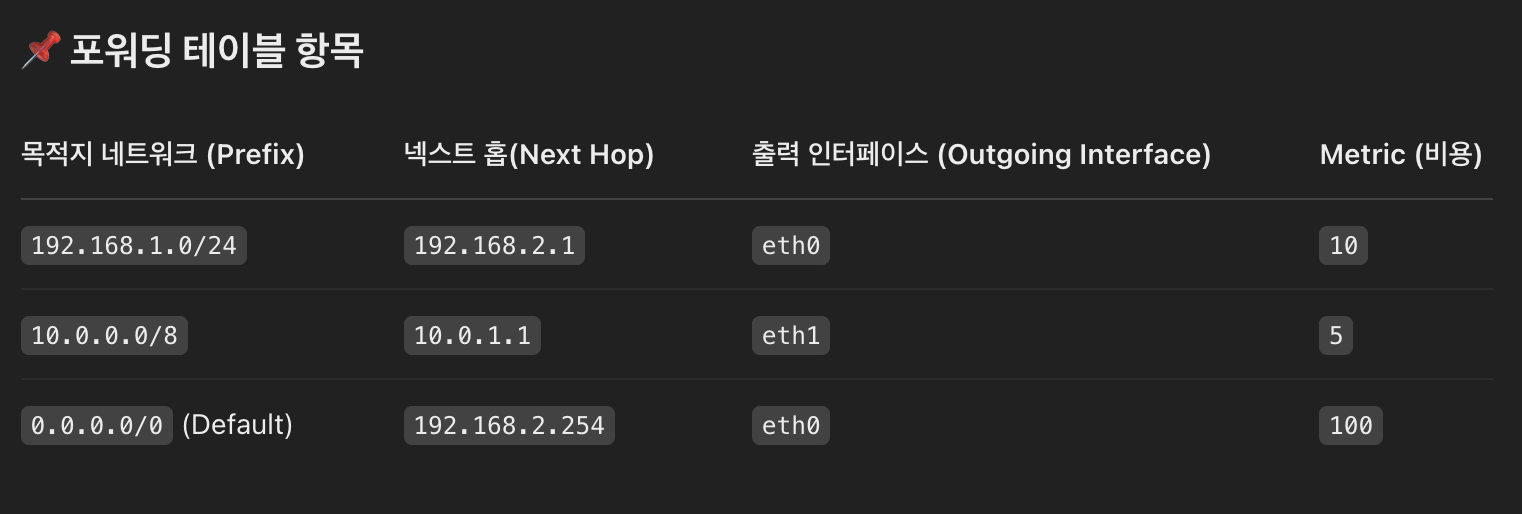 📌 포워딩 테이블 항목
목적지 네트워크 (Prefix) 넥스트 홉(Next Hop) 출력 인터페이스 (Outgoing Interface) Metric (비용)
192.168.1.0/24 192.168.2.1 eth0 10
10.0.0.0/8 10.0.1.1 eth1 5
0.0.0.0/0 (Default) 192.168.2.254 eth0 100